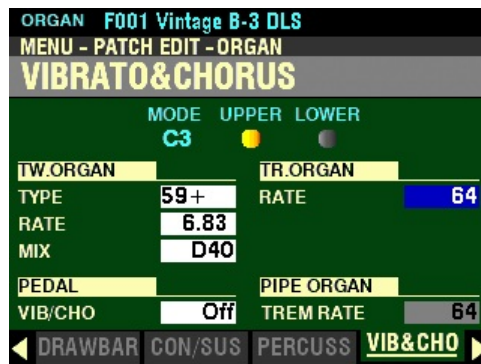 ORGAN F001 Vintage B-3 DLS
MENU - PATCH EDIT - ORGAN
VIBRATO&CHORUS
MODE UPPER LOWER
C3
TW.ORGAN TR.ORGAN
TYPE 59+ RATE 64
RATE 6.83
MIX D40
PEDAL PIPE ORGAN
VIB/CHO Off TREM RATE 64
DRAWBAR CON/SUS PERCUSS VIB&CHO